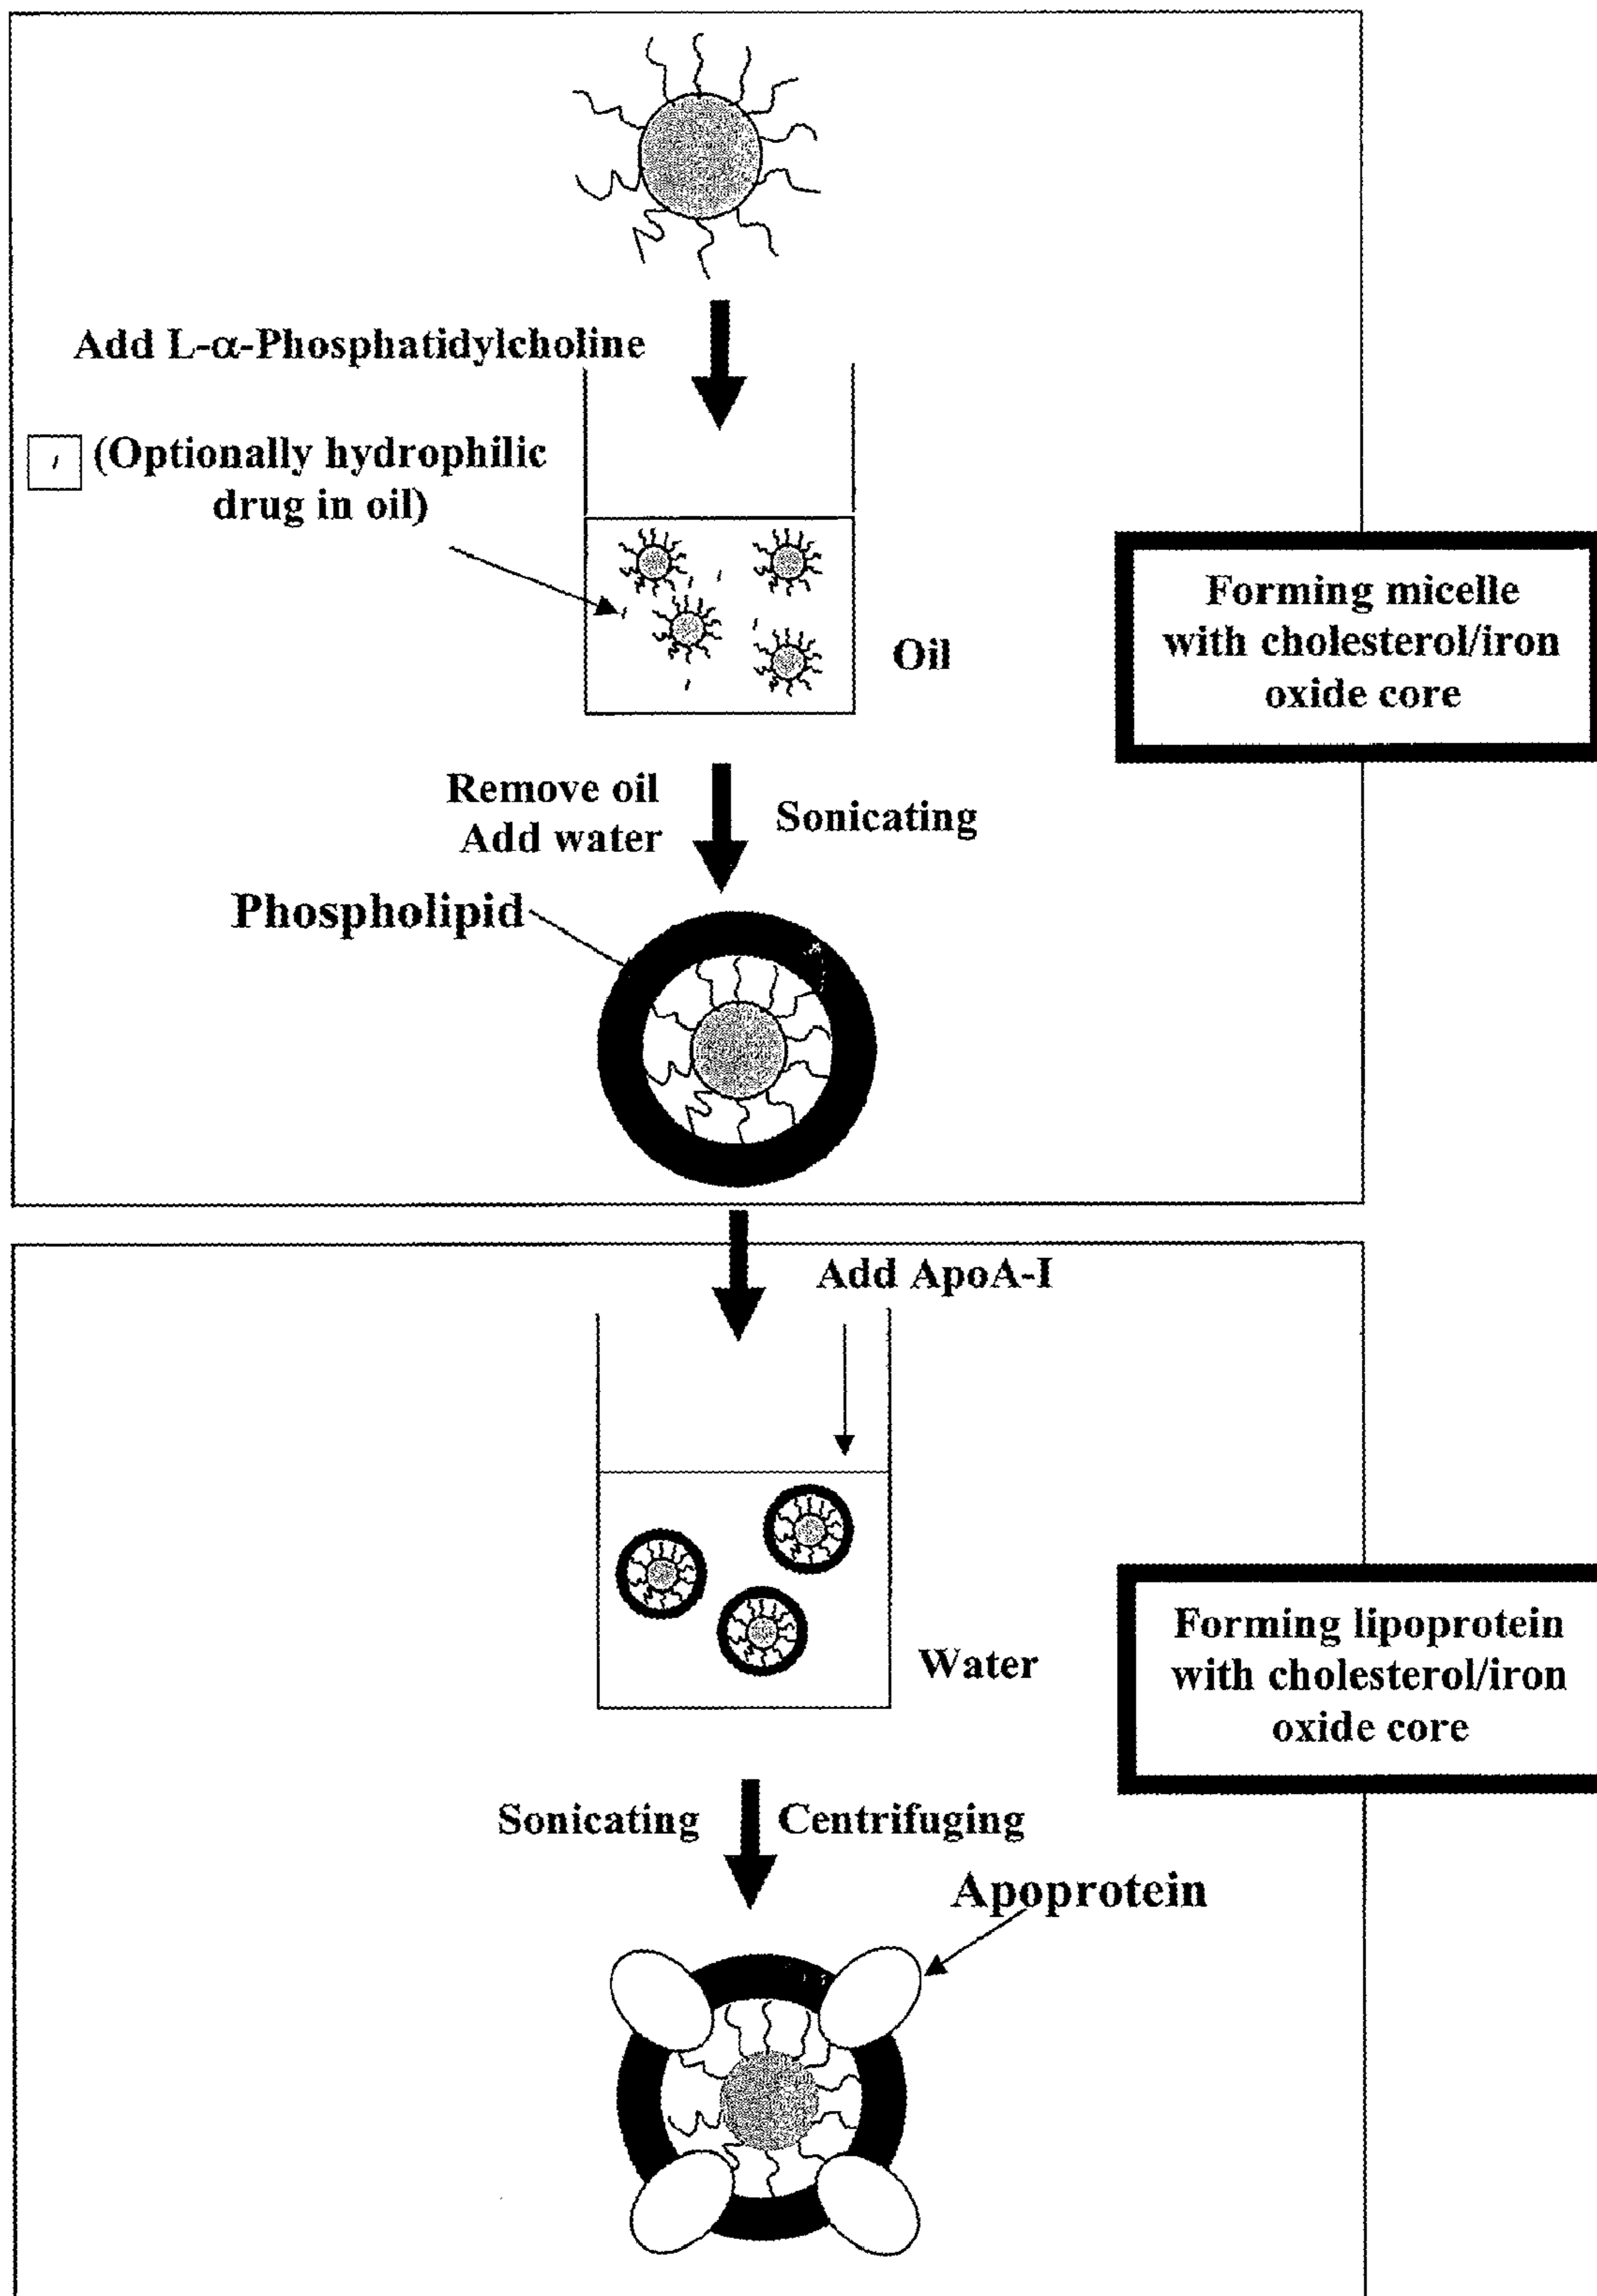 Add L-α-Phosphatidylcholine
(Optionally hydrophilic
drug in oil)
Oil
Forming micelle
with cholesterol/iron
oxide core
Remove oil
Add water
Sonicating
Phospholipid
Add ApoA-I
Water
Forming lipoprotein
with cholesterol/iron
oxide core
Sonicating
Centrifuging
Apoprotein